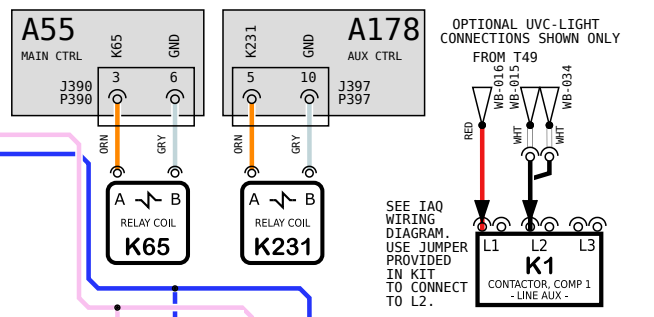 A55
MAIN CTRL
K65
GND
3
6
J390
P390
ORN
GRY
A
B
RELAY COIL
K65
A178
AUX CTRL
K231
GND
5
10
J397
P397
ORN
GRY
A
B
RELAY COIL
K231
OPTIONAL UVC-LIGHT
CONNECTIONS SHOWN ONLY
FROM T49
WB-016
WB-015
WB-034
RED
WHT
WHT
SEE IAQ
WIRING
DIAGRAM.
USE JUMPER
PROVIDED
IN KIT
TO CONNECT
TO L2.
L1
L2
L3
K1
CONTACTOR, COMP 1
- LINE AUX -